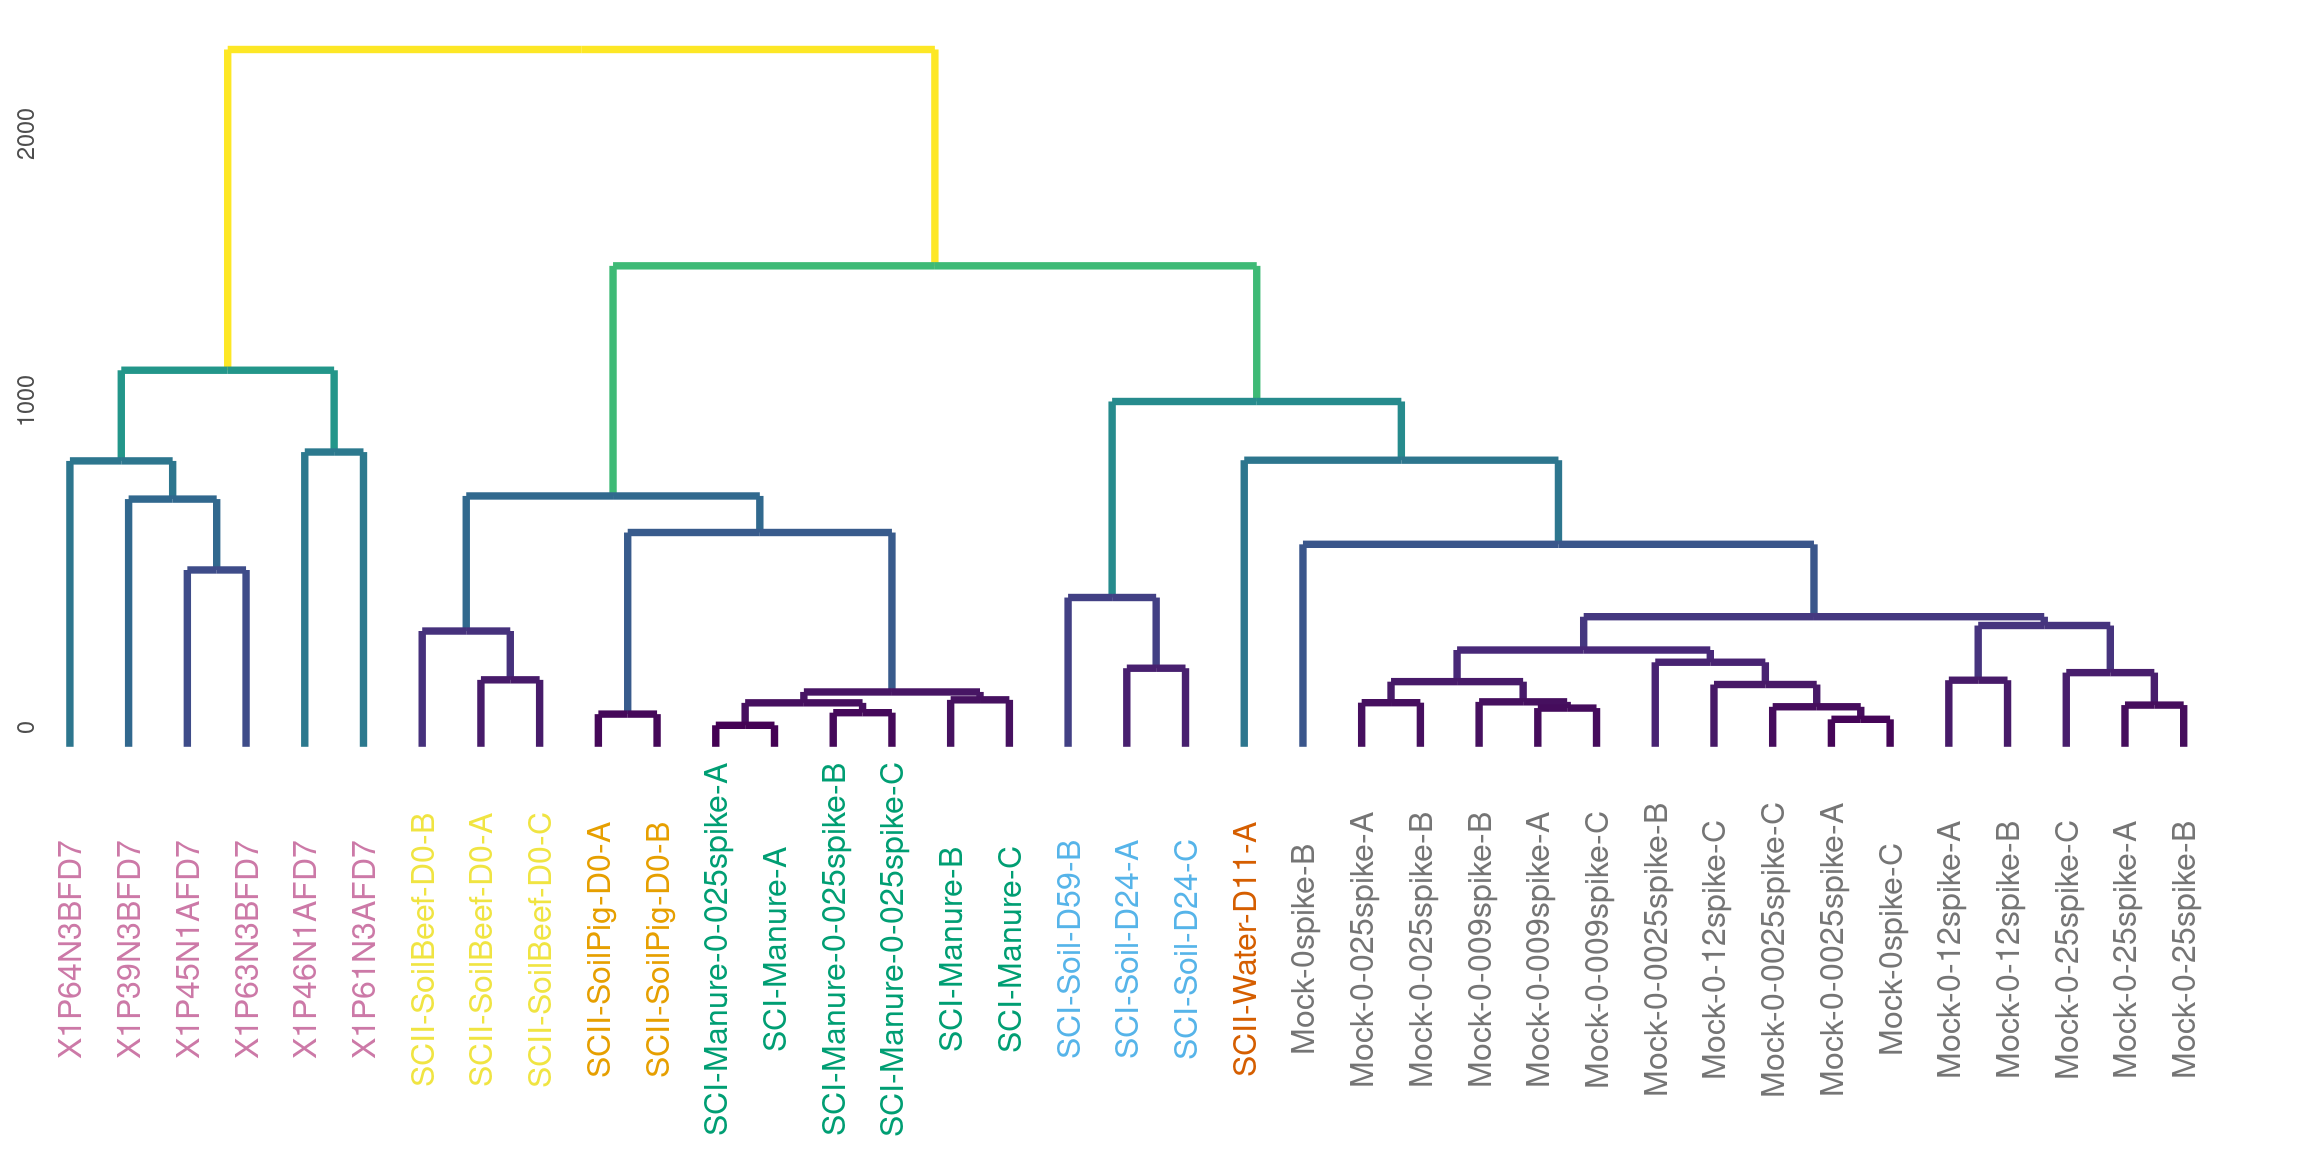 2000
1000
0
X1P64N3BFD7
X1P39N3BFD7
X1P45N1AFD7
X1P63N3BFD7
X1P46N1AFD7
X1P61N3AFD7
SCII-SoilBeef-D0-B
SCII-SoilBeef-D0-A
SCII-SoilBeef-D0-C
SCII-SoilPig-D0-A
SCII-SoilPig-D0-B
SCI-Manure-0-025spike-A
SCI-Manure-A
SCI-Manure-0-025spike-B
SCI-Manure-0-025spike-C
SCI-Manure-B
SCI-Manure-C
SCI-Soil-D59-B
SCI-Soil-D24-A
SCI-Soil-D24-C
SCII-Water-D11-A
Mock-0spike-B
Mock-0-025spike-A
Mock-0-025spike-B
Mock-0-009spike-B
Mock-0-009spike-A
Mock-0-009spike-C
Mock-0-0025spike-B
Mock-0-12spike-C
Mock-0-0025spike-C
Mock-0-0025spike-A
Mock-0spike-C
Mock-0-12spike-A
Mock-0-12spike-B
Mock-0-25spike-C
Mock-0-25spike-A
Mock-0-25spike-B